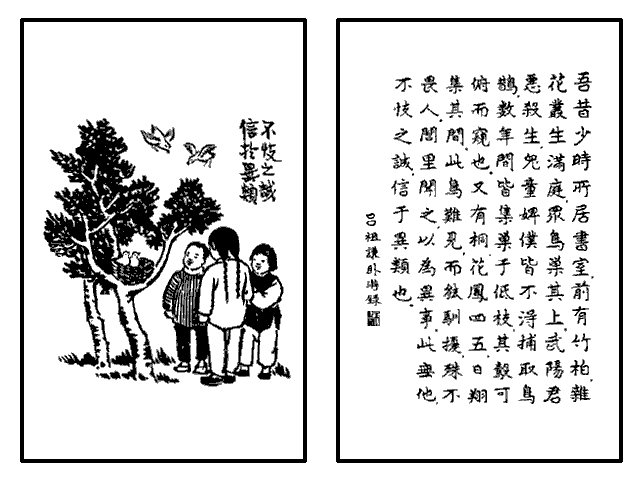 不忮之誠
信於異類
吾昔少時所居書室，前有竹柏雜
花叢生滿庭，眾鳥巢其上，武陽君
惡殺生，兒童婢僕皆不得捕取鳥
鵲，數年間皆集巢于低枝，其鷇可
俯而窺也，又有桐花鳳四五，日翔
集其間，此鳥難見，而能馴擾，殊不
畏人，閭里聞之，以為異事，此無他，
不忮之誠，信于異類也，
呂祖謙臥游錄